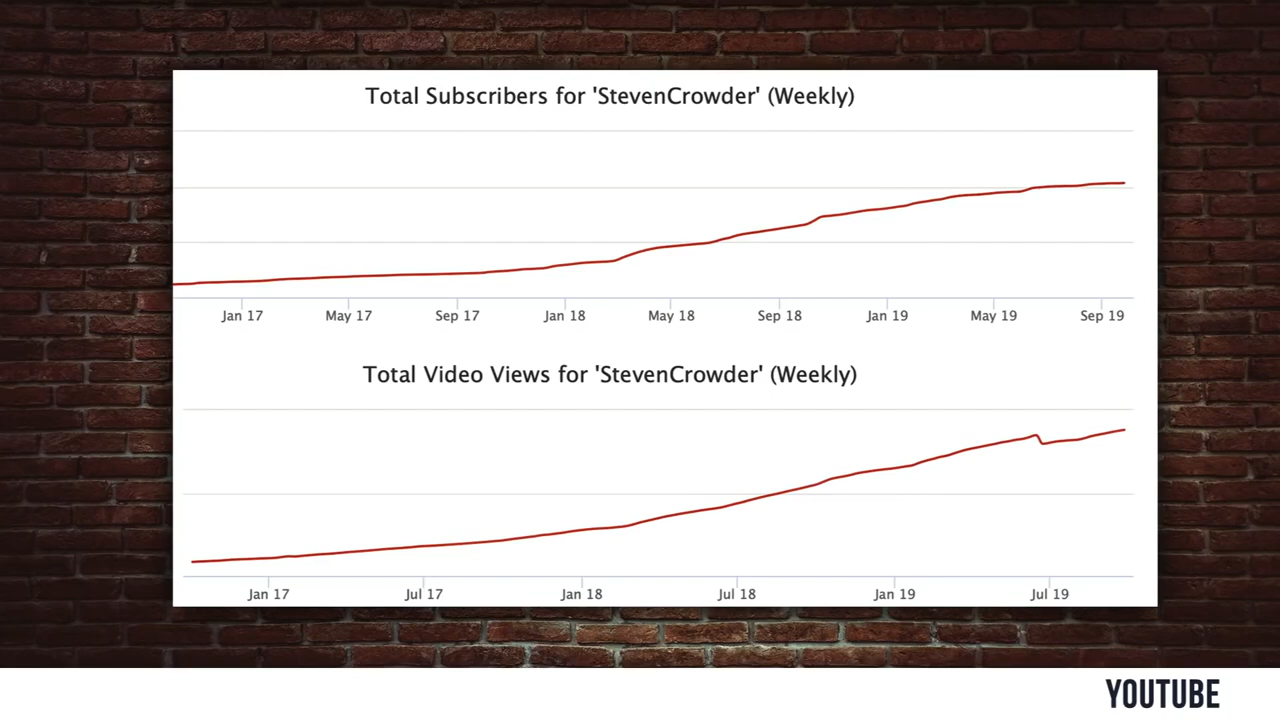 Total Subscribers for 'StevenCrowder' (Weekly)
Jan 17 May 17 Sep 17 Jan 18 May 18 Sep 18 Jan 19 May 19 Sep 19
Total Video Views for 'StevenCrowder' (Weekly)
Jan 17 Jul 17 Jan 18 Jul 18 Jan 19 Jul 19
YOUTUBE